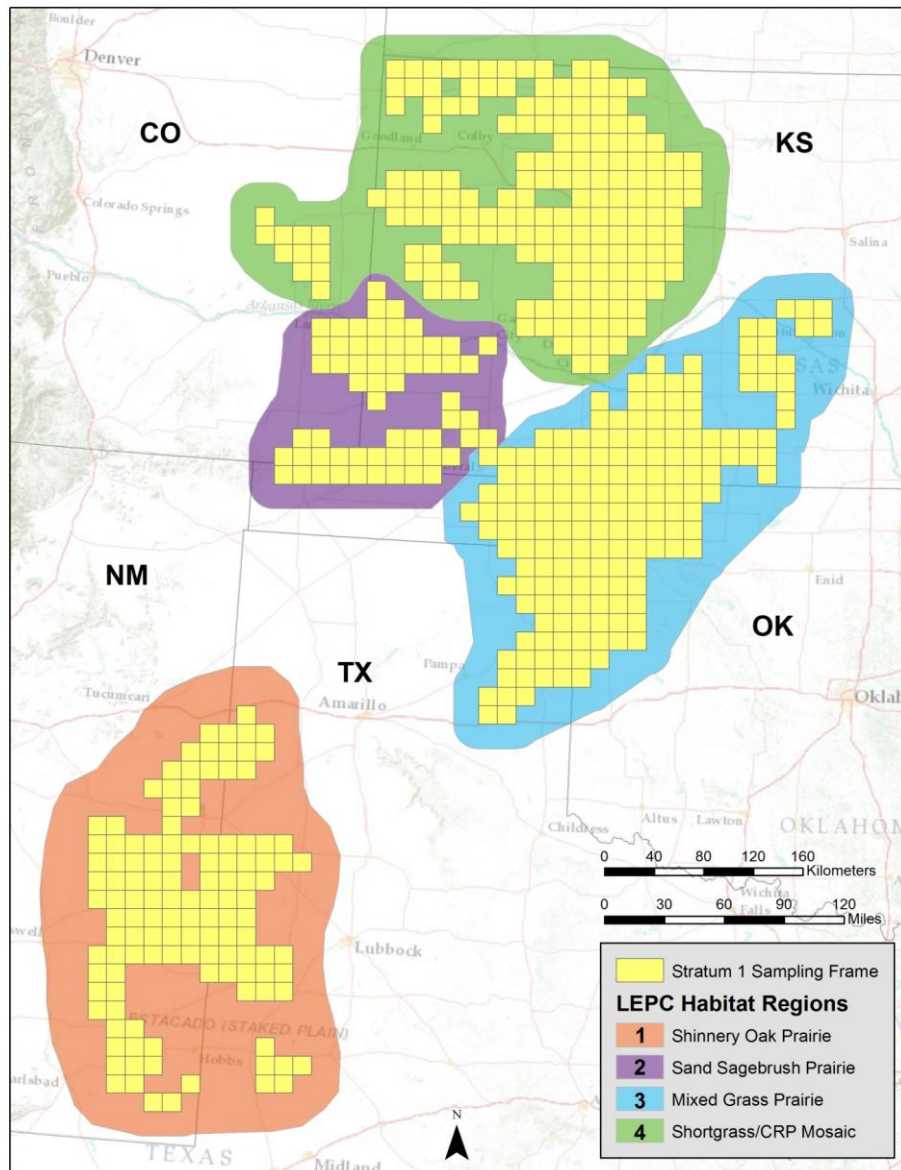 Boulder
Denver
CO
KS
Goodland
Colby
Colorado Springs
Salina
Pueblo
Wichita
NM
Enid
OK
TX
Pampa
Tucumcari
Amarillo
Childress
Altus
Lawton
Wichita
Falls
Lubbock
ESTACADO (STAKED PLAIN)
Hobbs
TEXAS
Midland
0 40 80 120 160
Kilometers
0 30 60 90 120
Miles
Stratum 1 Sampling Frame
LEPC Habitat Regions
1 Shinnery Oak Prairie
2 Sand Sagebrush Prairie
3 Mixed Grass Prairie
4 Shortgrass/CRP Mosaic
N